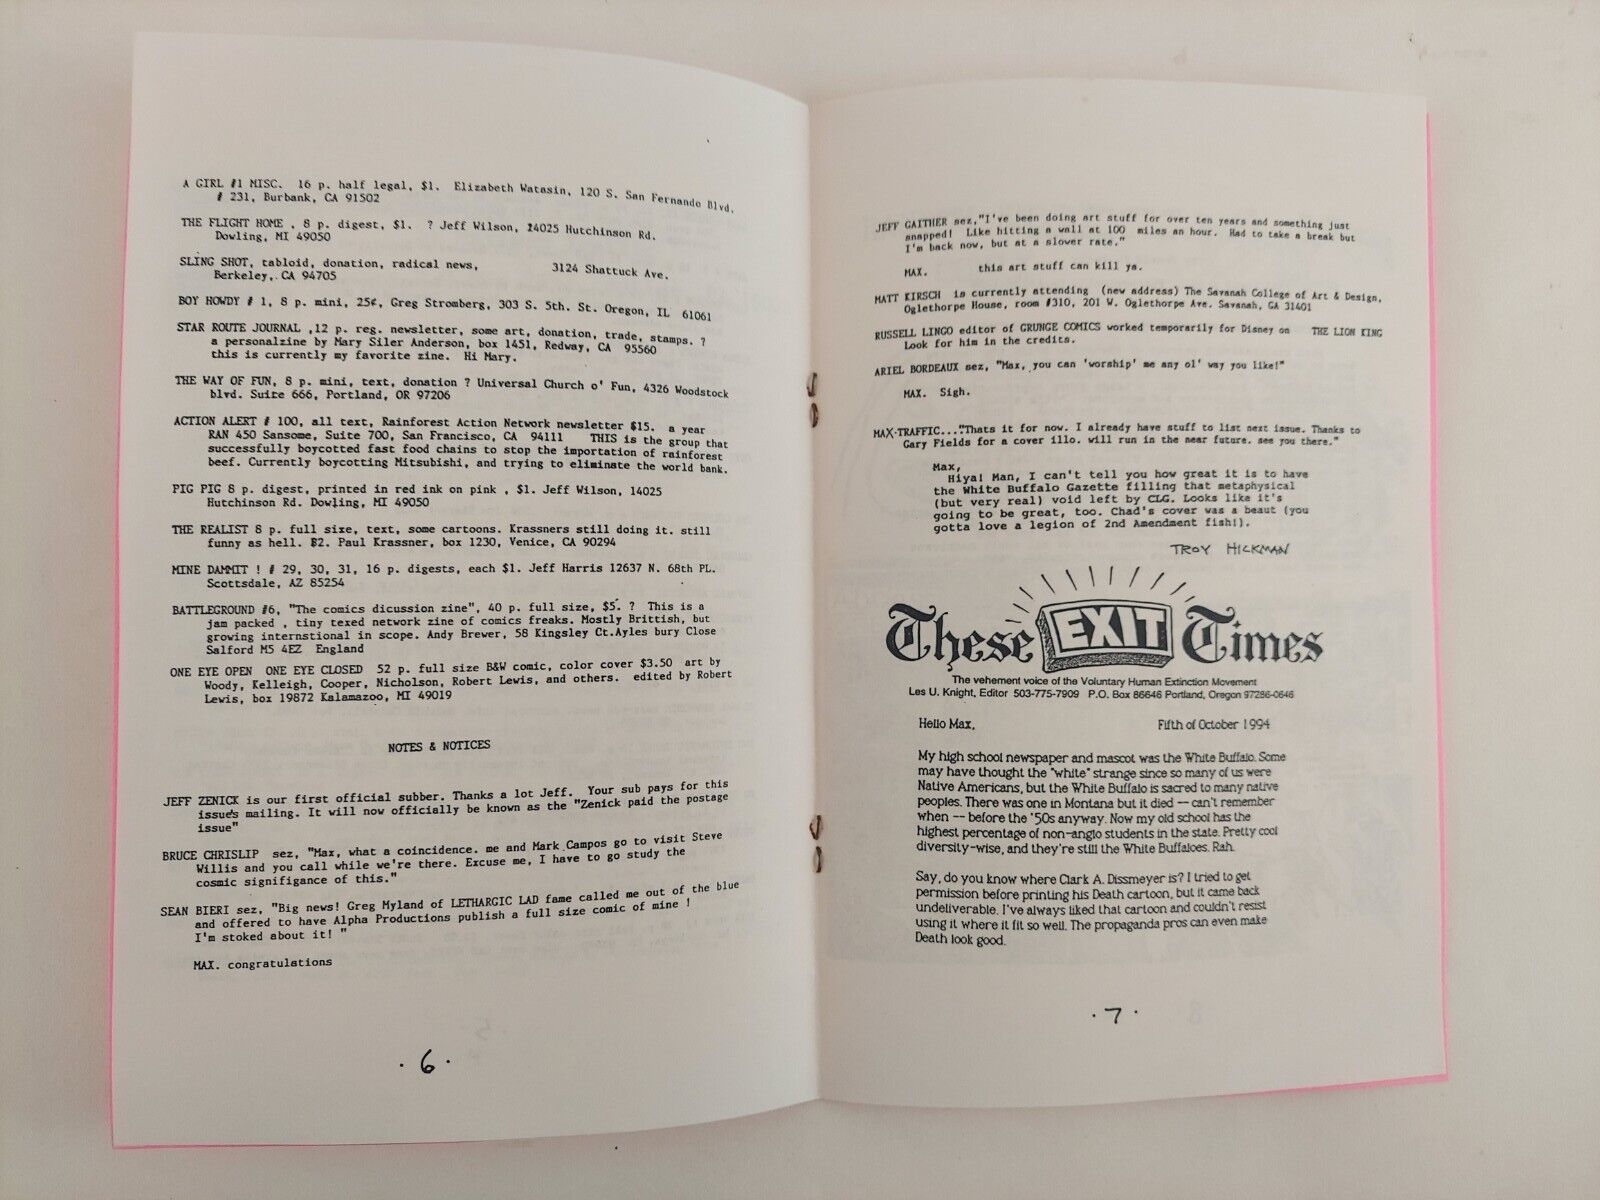 A GIRL #1 MISC. 16 p. half legal, $1. Elizabeth Watasin, 120 S. San Fernando Blvd.
# 231, Burbank, CA 91502
THE FLIGHT HOME , 8 p. digest, $1. ? Jeff Wilson, 14025 Hutchinson Rd.
Dowling, MI 49050
SLING SHOT, tabloid, donation, radical news, 3124 Shattuck Ave.
Berkeley, CA 94705
BOY HOWDY # 1, 8 p. mini, 25¢, Greg Stromberg, 303 S. 5th. St. Oregon, IL 61061
STAR ROUTE JOURNAL ,12 p. reg. newsletter, some art, donation, trade, stamps. ?
a personalzine by Mary Siler Anderson, box 1451, Redway, CA 95560
this is currently my favorite zine. Hi Mary.
THE WAY OF FUN, 8 p. mini, text, donation ? Universal Church o' Fun, 4326 Woodstock
blvd. Suite 666, Portland, OR 97206
ACTION ALERT # 100, all text, Rainforest Action Network newsletter $15. a year
RAN 450 Sansome, Suite 700, San Francisco, CA 94111 THIS is the group that
successfully boycotted fast food chains to stop the importation of rainforest
beef. Currently boycotting Mitsubishi, and trying to eliminate the world bank.
PIG PIG 8 p. digest, printed in red ink on pink , $1. Jeff Wilson, 14025
Hutchinson Rd. Dowling, MI 49050
THE REALIST 8 p. full size, text, some cartoons. Krassners still doing it. still
funny as hell. $2. Paul Krassner, box 1230, Venice, CA 90294
MINE DAMMIT ! # 29, 30, 31, 16 p. digests, each $1. Jeff Harris 12637 N. 68th PL.
Scottsdale, AZ 85254
BATTLEGROUND #6, "The comics dicussion zine", 40 p. full size, $5. ? This is a
jam packed , tiny texed network zine of comics freaks. Mostly Brittish, but
growing internstional in scope. Andy Brewer, 58 Kingsley Ct.Ayles bury Close
Salford M5 4EZ England
ONE EYE OPEN ONE EYE CLOSED 52 p. full size B&W comic, color cover $3.50 art by
Woody, Kelleigh, Cooper, Nicholson, Robert Lewis, and others. edited by Robert
Lewis, box 19872 Kalamazoo, MI 49019
NOTES & NOTICES
JEFF ZENICK is our first official subber. Thanks a lot Jeff. Your sub pays for this
issue's mailing. It will now officially be known as the "Zenick paid the postage
issue"
BRUCE CHRISLIP sez, "Max, what a coincidence. me and Mark Campos go to visit Steve
Willis and you call while we're there. Excuse me, I have to go study the
cosmic signifigance of this."
SEAN BIERI sez, "Big news! Greg Myland of LETHARGIC LAD fame called me out of the blue
and offered to have Alpha Productions publish a full size comic of mine !
I'm stoked about it! "
MAX. congratulations
. 6 .
JEFF GAITHER sez,"I've been doing art stuff for over ten years and something just
snapped! Like hitting a wall at 100 miles an hour. Had to take a break but
I'm back now, but at a slower rate."
MAX. this art stuff can kill ya.
MATT KIRSCH is currently attending (new address) The Savanah College of Art & Design,
Oglethorpe House, room #310, 201 W. Oglethorpe Ave. Savanah, GA 31401
RUSSELL LINGO editor of GRUNGE COMICS worked temporarily for Disney on THE LION KING
Look for him in the credits.
ARIEL BORDEAUX sez, "Max, you can 'worship' me any ol' way you like!"
MAX. Sigh.
MAX-TRAFFIC..."Thats it for now. I already have stuff to list next issue. Thanks to
Gary Fields for a cover illo. will run in the near future. see you there."
Max,
Hiya! Man, I can't tell you how great it is to have
the White Buffalo Gazette filling that metaphysical
(but very real) void left by CLG. Looks like it's
going to be great, too. Chad's cover was a beaut (you
gotta love a legion of 2nd Amendment fish!).
TROY HICKMAN
These EXIT Times
The vehement voice of the Voluntary Human Extinction Movement
Les U. Knight, Editor 503-775-7909 P.O. Box 86646 Portland, Oregon 97286-0646
Hello Max, Fifth of October 1994
My high school newspaper and mascot was the White Buffalo. Some
may have thought the "white" strange since so many of us were
Native Americans, but the White Buffalo is sacred to many native
peoples. There was one in Montana but it died -- can't remember
when -- before the '50s anyway. Now my old school has the
highest percentage of non-anglo students in the state. Pretty cool
diversity-wise, and they're still the White Buffaloes. Rah.
Say, do you know where Clark A. Dissmeyer is? I tried to get
permission before printing his Death cartoon, but it came back
undeliverable. I've always liked that cartoon and couldn't resist
using it where it fit so well. The propaganda pros can even make
Death look good.
. 7 .